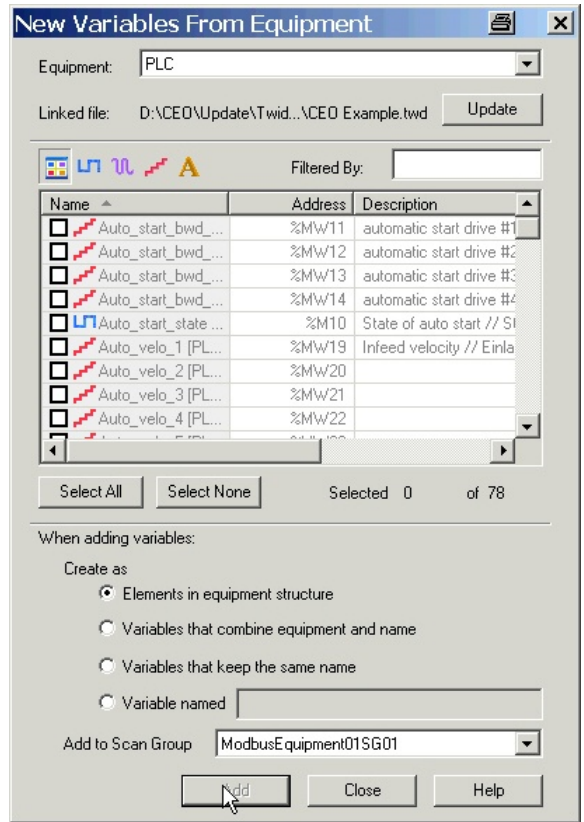 New Variables From Equipment
Equipment: PLC
Linked file: D:\CEO\Update\Twid...\CEO Example.twd Update
A Filtered By:
Name Address Description
Auto_start_bwd_... %MW11 automatic start drive #1
Auto_start_bwd_... %MW12 automatic start drive #2
Auto_start_bwd_... %MW13 automatic start drive #3
Auto_start_bwd_... %MW14 automatic start drive #4
Auto_start_state ... %M10 State of auto start //
Auto_velo_1 [PL... %MW19 Infeed velocity // Einla
Auto_velo_2 [PL... %MW20
Auto_velo_3 [PL... %MW21
Auto_velo_4 [PL... %MW22
Select All Select None Selected 0 of 78
When adding variables:
Create as
Elements in equipment structure
Variables that combine equipment and name
Variables that keep the same name
Variable named
Add to Scan Group ModbusEquipment01SG01
Add Close Help